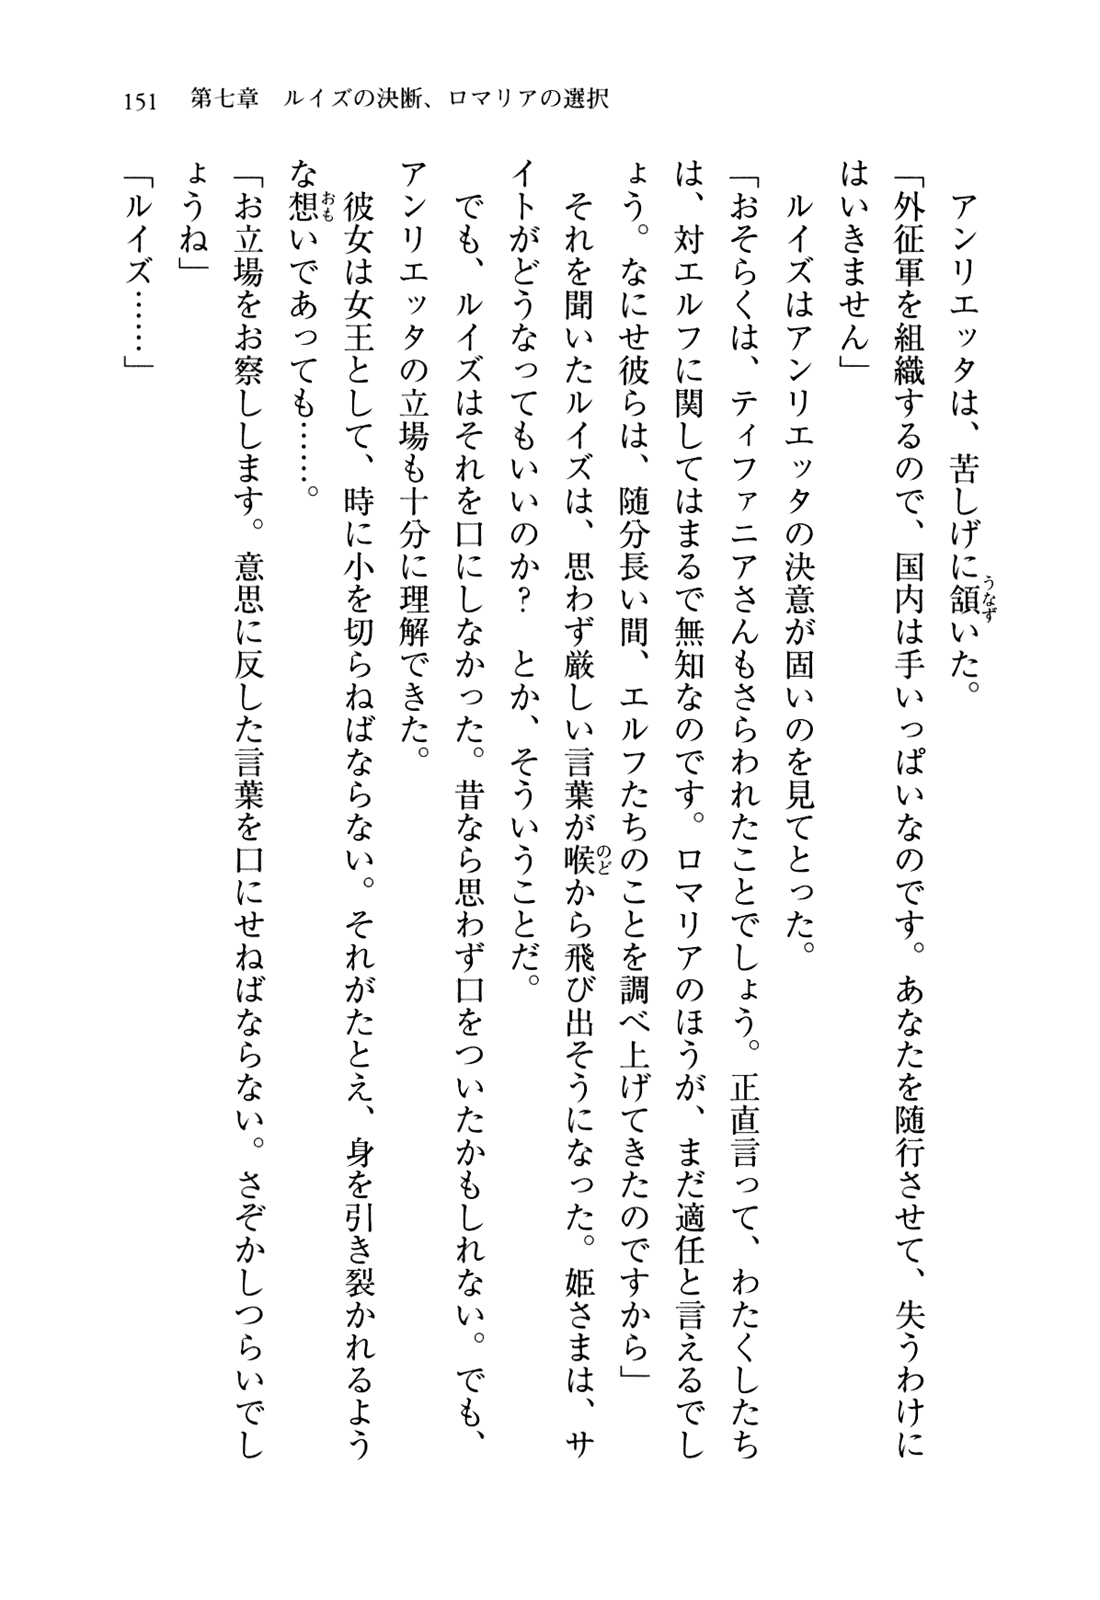 151　第七章　ルイズの決断、ロマリアの選択
　アンリエッタは、苦しげに頷いた。
「外征軍を組織するので、国内は手いっぱいなのです。あなたを随行させて、失うわけに
はいきません」
　ルイズはアンリエッタの決意が固いのを見てとった。
「おそらくは、ティファニアさんもさらわれたことでしょう。正直言って、わたくしたち
は、対エルフに関してはまるで無知なのです。ロマリアのほうが、まだ適任と言えるでし
ょう。なにせ彼らは、随分長い間、エルフたちのことを調べ上げてきたのですから」
　それを聞いたルイズは、思わず厳しい言葉が喉から飛び出そうになった。姫さまは、サ
イトがどうなってもいいのか？　とか、そういうことだ。
　でも、ルイズはそれを口にしなかった。昔なら思わず口をついたかもしれない。でも、
アンリエッタの立場も十分に理解できた。
　彼女は女王として、時に小を切らねばならない。それがたとえ、身を引き裂かれるよう
な想いであっても……。
「お立場をお察しします。意思に反した言葉を口にせねばならない。さぞかしつらいでし
ょうね」
「ルイズ……」